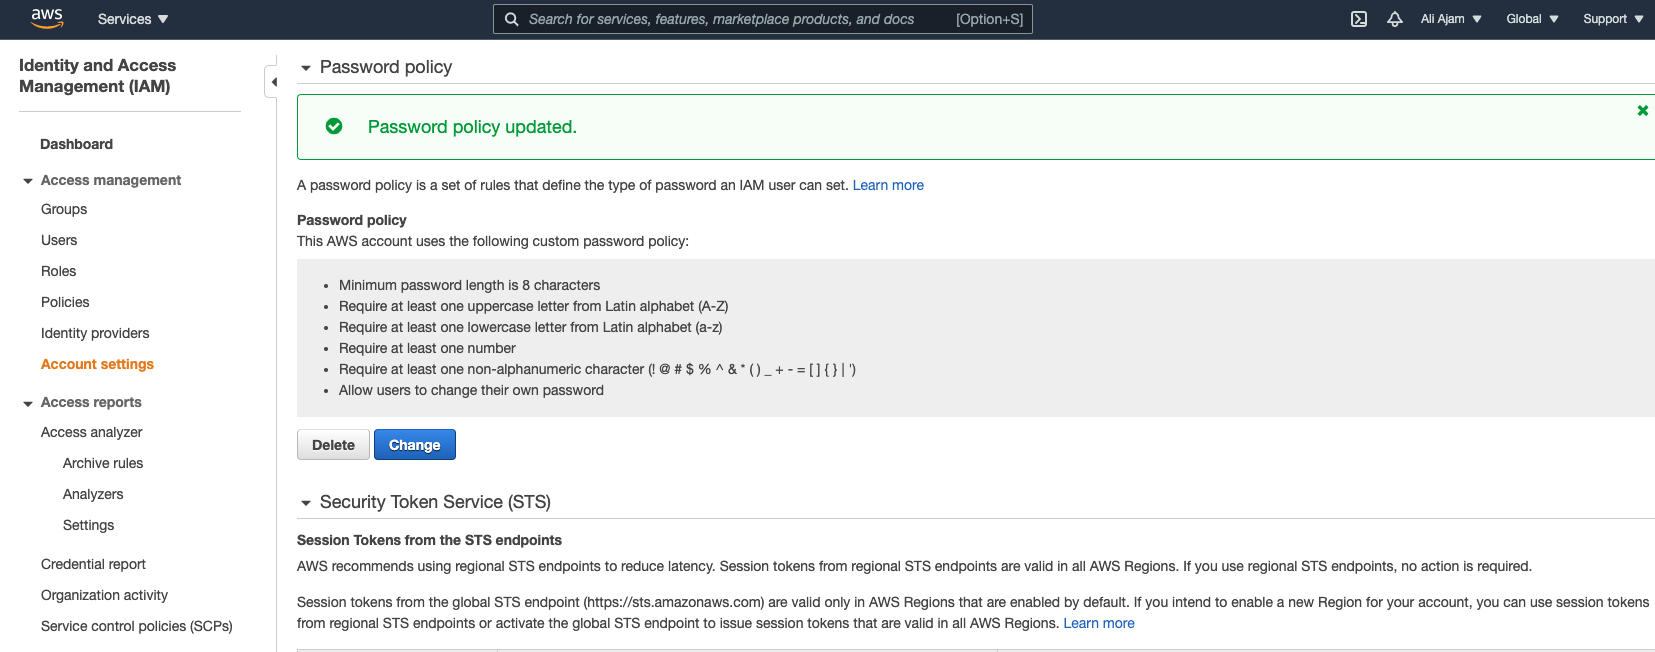 aws
Services
Search for services, features, marketplace products, and docs [Option+S]
Ali Ajam
Global
Support
Identity and Access
Management (IAM)
Dashboard
Access management
Groups
Users
Roles
Policies
Identity providers
Account settings
Access reports
Access analyzer
Archive rules
Analyzers
Settings
Credential report
Organization activity
Service control policies (SCPs)
Password policy
Password policy updated.
A password policy is a set of rules that define the type of password an IAM user can set. Learn more
Password policy
This AWS account uses the following custom password policy:
• Minimum password length is 8 characters
• Require at least one uppercase letter from Latin alphabet (A-Z)
• Require at least one lowercase letter from Latin alphabet (a-z)
• Require at least one number
• Require at least one non-alphanumeric character (! @ # $ % ^ & * ( ) _ + - = [ ] { } | ')
• Allow users to change their own password
Delete
Change
Security Token Service (STS)
Session Tokens from the STS endpoints
AWS recommends using regional STS endpoints to reduce latency. Session tokens from regional STS endpoints are valid in all AWS Regions. If you use regional STS endpoints, no action is required.
Session tokens from the global STS endpoint (https://sts.amazonaws.com) are valid only in AWS Regions that are enabled by default. If you intend to enable a new Region for your account, you can use session tokens
from regional STS endpoints or activate the global STS endpoint to issue session tokens that are valid in all AWS Regions. Learn more